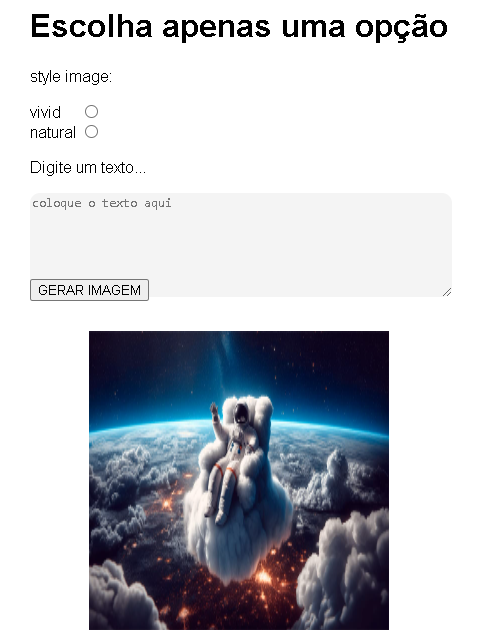 Escolha apenas uma opção
style image:
vivid
natural
Digite um texto...
coloque o texto aqui
GERAR IMAGEM